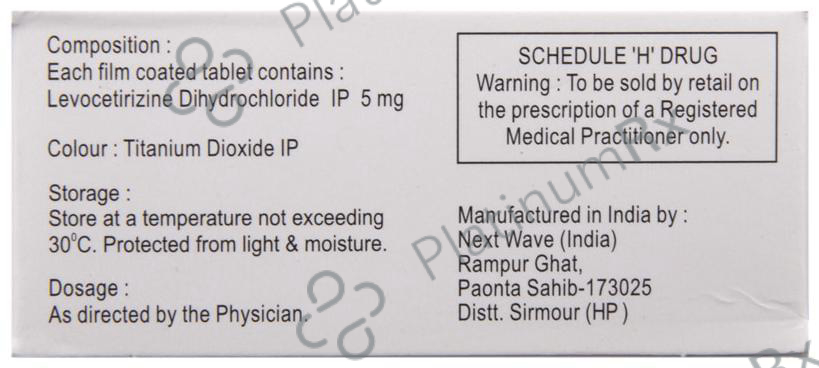 Composition :
Each film coated tablet contains :
Levocetirizine Dihydrochloride IP 5 mg
Colour : Titanium Dioxide IP
Storage :
Store at a temperature not exceeding
30⁰C. Protected from light & moisture.
Dosage :
As directed by the Physician.
SCHEDULE 'H' DRUG
Warning : To be sold by retail on
the prescription of a Registered
Medical Practitioner only.
Manufactured in India by :
Next Wave (India)
Rampur Ghat,
Paonta Sahib-173025
Distt. Sirmour (HP )
PlatinumRx